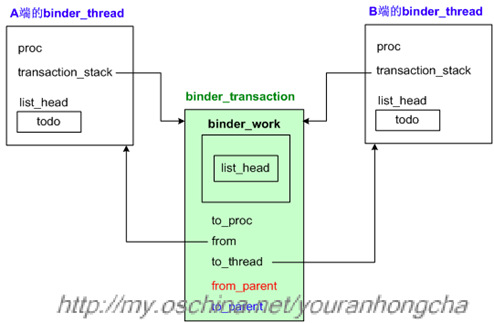 A端的binder_thread
proc
transaction_stack
list_head
todo
B端的binder_thread
proc
transaction_stack
list_head
todo
binder_transaction
binder_work
list_head
to_proc
from
to_thread
from_parent
to_parent
http://my.oschina.net/youranhongcha